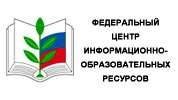 ФЕДЕРАЛЬНЫЙ
ЦЕНТР
ИНФОРМАЦИОННО-
ОБРАЗОВАТЕЛЬНЫХ
РЕСУРСОВ